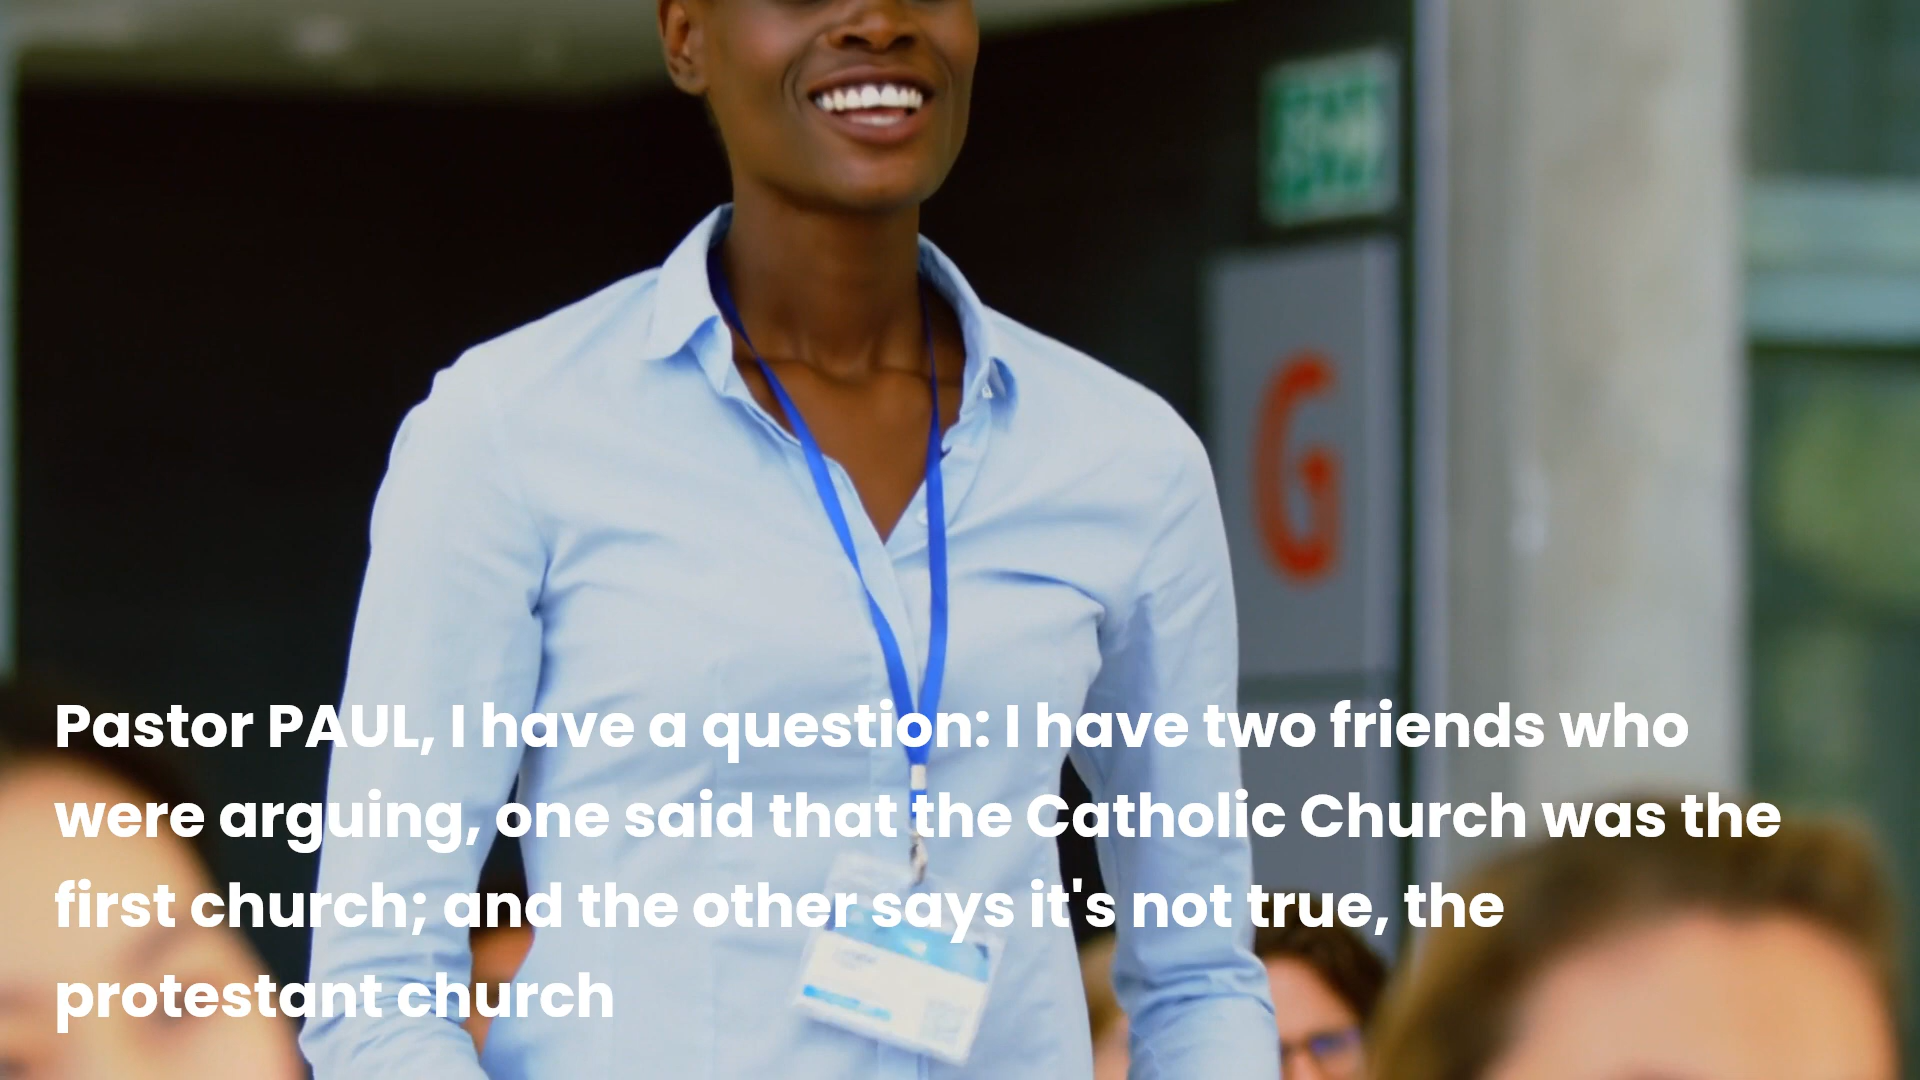 G
Pastor PAUL, I have a question: I have two friends who
were arguing, one said that the Catholic Church was the
first church; and the other says it's not true, the
protestant church